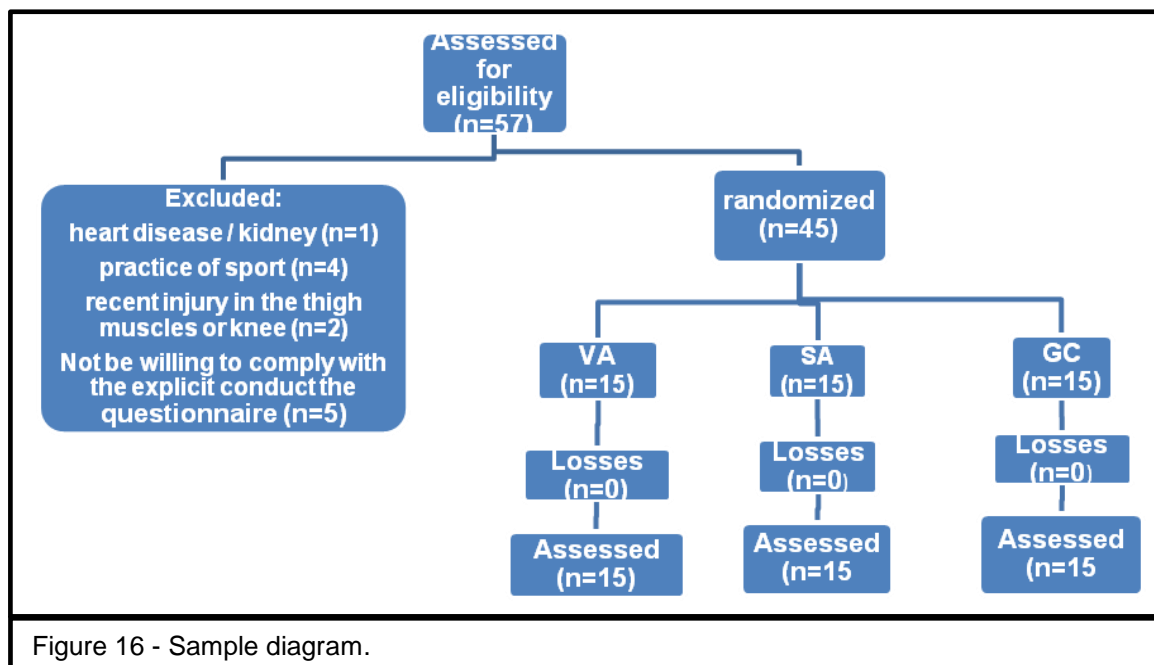 Assessed
for
eligibility
(n=57)
Excluded:
heart disease / kidney (n=1)
practice of sport (n=4)
recent injury in the thigh
muscles or knee (n=2)
Not be willing to comply with
the explicit conduct the
questionnaire (n=5)
randomized
(n=45)
VA
(n=15)
Losses
(n=0)
Assessed
(n=15)
SA
(n=15)
Losses
(n=0)
Assessed
(n=15
GC
(n=15)
Losses
(n=0)
Assessed
(n=15
Figure 16 - Sample diagram.